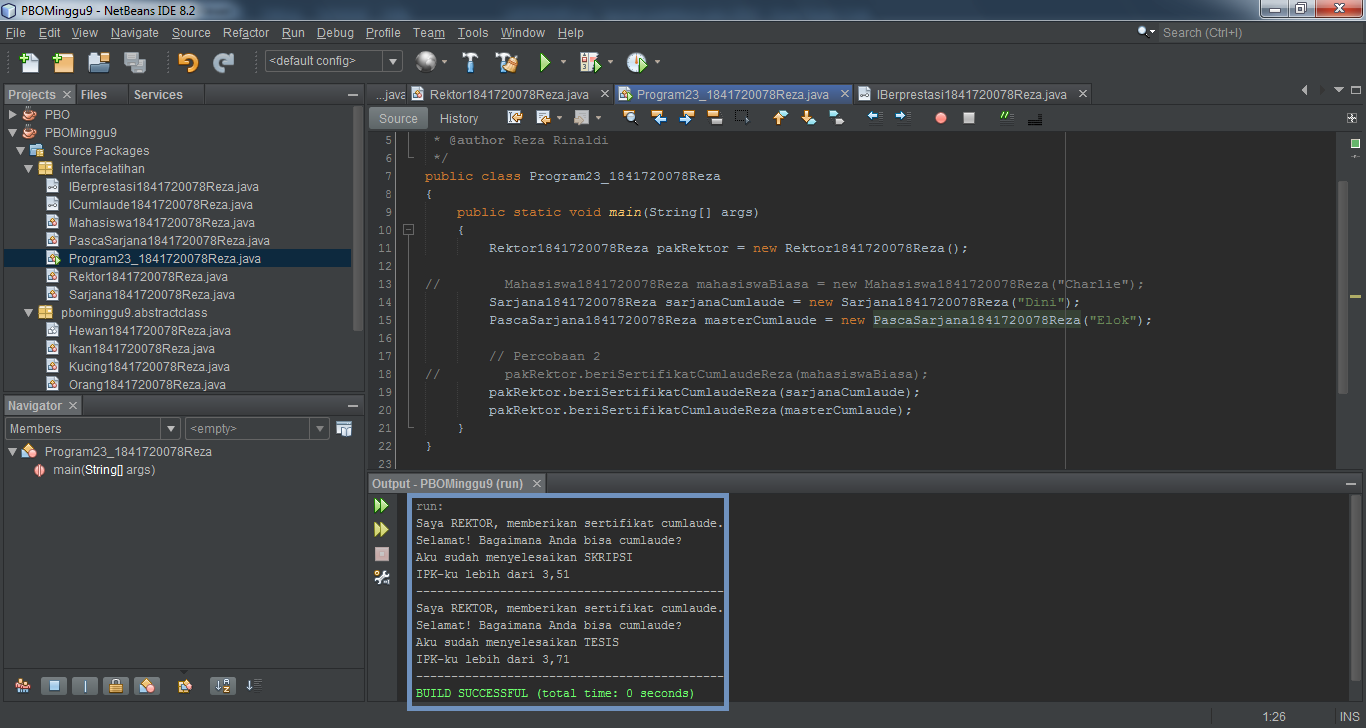 PBOMinggu9 - NetBeans IDE 8.2
File Edit View Navigate Source Refactor Run Debug Profile Team Tools Window Help
Search (Ctrl+I)
<default config>
Projects Files Services
PBO
PBOMinggu9
Source Packages
interfacelatihan
IBerprestasi1841720078Reza.java
ICumlaude1841720078Reza.java
Mahasiswa1841720078Reza.java
PascaSarjana1841720078Reza.java
Program23_1841720078Reza.java
Rektor1841720078Reza.java
Sarjana1841720078Reza.java
pbominggu9.abstractclass
Hewan1841720078Reza.java
Ikan1841720078Reza.java
Kucing1841720078Reza.java
Orang1841720078Reza.java
Navigator
Members <empty>
Program23_1841720078Reza
main(String[] args)
...java Rektor1841720078Reza.java Program23_1841720078Reza.java IBerprestasi1841720078Reza.java
Source History
5 * @author Reza Rinaldi
6 */
7 public class Program23_1841720078Reza
8 {
9 public static void main(String[] args)
10 {
11 Rektor1841720078Reza pakRektor = new Rektor1841720078Reza();
12
13 // Mahasiswa1841720078Reza mahasiswaBiasa = new Mahasiswa1841720078Reza("Charlie");
14 Sarjana1841720078Reza sarjanaCumlaude = new Sarjana1841720078Reza("Dini");
15 PascaSarjana1841720078Reza masterCumlaude = new PascaSarjana1841720078Reza("Elok");
16
17 // Percobaan 2
18 // pakRektor.beriSertifikatCumlaudeReza(mahasiswaBiasa);
19 pakRektor.beriSertifikatCumlaudeReza(sarjanaCumlaude);
20 pakRektor.beriSertifikatCumlaudeReza(masterCumlaude);
21 }
22 }
23
Output - PBOMinggu9 (run)
run:
Saya REKTOR, memberikan sertifikat cumlaude.
Selamat! Bagaimana Anda bisa cumlaude?
Aku sudah menyelesaikan SKRIPSI
IPK-ku lebih dari 3,51
--------------------------------------------
Saya REKTOR, memberikan sertifikat cumlaude.
Selamat! Bagaimana Anda bisa cumlaude?
Aku sudah menyelesaikan TESIS
IPK-ku lebih dari 3,71
--------------------------------------------
BUILD SUCCESSFUL (total time: 0 seconds)
1:26 INS